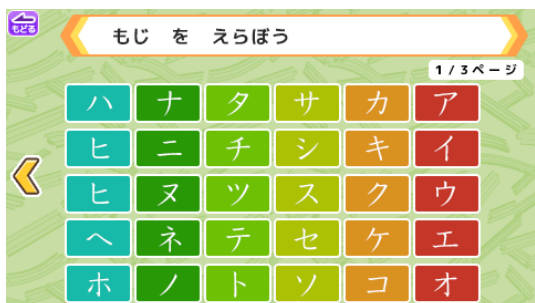 もどる
もじ を えらぼう
1/3ページ
ハ ナ タ サ カ ア
ヒ ニ チ シ キ イ
ヒ ヌ ツ ス ク ウ
ヘ ネ テ セ ケ エ
ホ ノ ト ソ コ オ